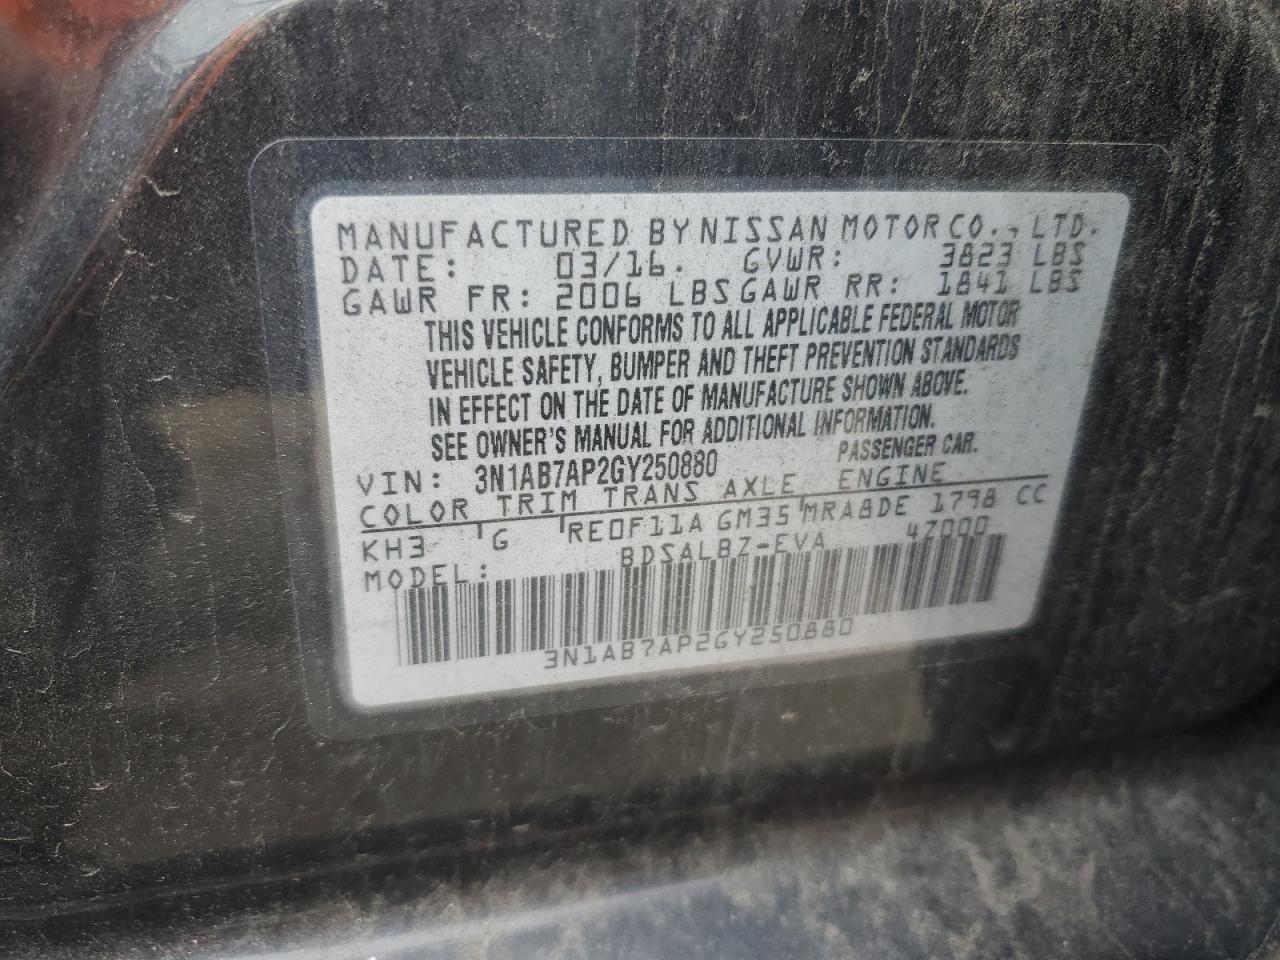 MANUFACTURED BY NISSAN MOTOR CO., LTD.
DATE: 03/16. GVWR: 3823 LBS
GAWR FR: 2006 LBS GAWR RR: 1841 LBS
THIS VEHICLE CONFORMS TO ALL APPLICABLE FEDERAL MOTOR
VEHICLE SAFETY, BUMPER AND THEFT PREVENTION STANDARDS
IN EFFECT ON THE DATE OF MANUFACTURE SHOWN ABOVE.
SEE OWNER'S MANUAL FOR ADDITIONAL INFORMATION.
VIN: 3N1AB7AP2GY250880 PASSENGER CAR.
COLOR TRIM TRANS AXLE ENGINE
KH3 G RE0F11A GM35 MRA8DE 1798 CC
MODEL: BDSALBZ-EVA 4Z000
3N1AB7AP2GY250880